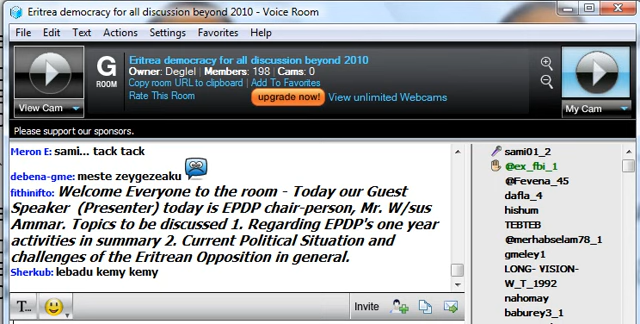 Eritrea democracy for all discussion beyond 2010 - Voice Room
File Edit Text Actions Settings Favorites Help
Eritrea democracy for all discussion beyond 2010
G
ROOM
Owner: Deglel | Members: 198 | Cams: 0
Copy room URL to clipboard | Add To Favorites
Rate This Room
upgrade now!
View unlimited Webcams
View Cam
My Cam
Please support our sponsors.
Meron E: sami... tack tack
debena-gme: meste zeygezeaku
fithinifto: Welcome Everyone to the room - Today our Guest
Speaker (Presenter) today is EPDP chair-person, Mr. W/sus
Ammar. Topics to be discussed 1. Regarding EPDP's one year
activities in summary 2. Current Political Situation and
challenges of the Eritrean Opposition in general.
Sherkub: lebadu kemy kemy
sami01_2
@ex_fbi_1
@Fevena_45
dafla_4
hishum
TEBTEB
@merhabselam78_1
gmeley1
LONG- VISION-
W_T_1992
nahomay
baburey3_1
T...
Invite